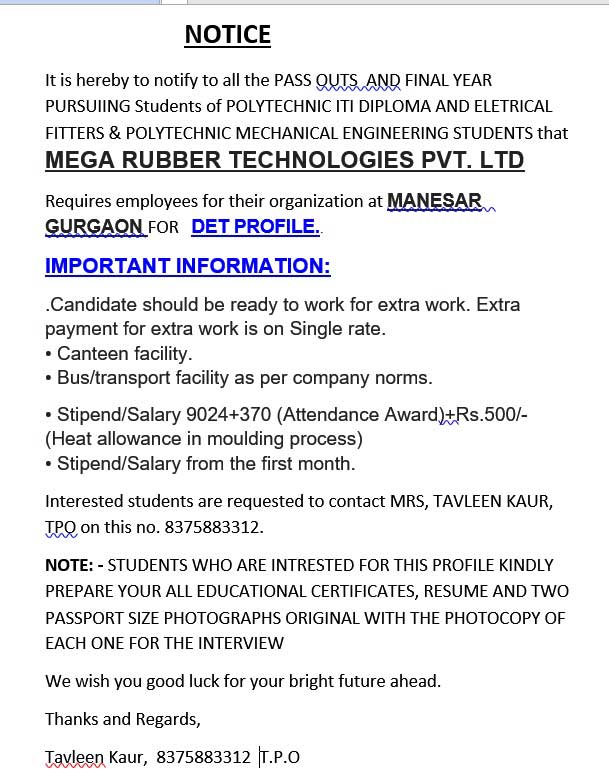 NOTICE
It is hereby to notify to all the PASS OUTS  AND FINAL YEAR
PURSUIING Students of POLYTECHNIC ITI DIPLOMA AND ELETRICAL
FITTERS & POLYTECHNIC MECHANICAL ENGINEERING STUDENTS that
MEGA RUBBER TECHNOLOGIES PVT. LTD
Requires employees for their organization at MANESAR
GURGAON FOR  DET PROFILE..
IMPORTANT INFORMATION:
.Candidate should be ready to work for extra work. Extra
payment for extra work is on Single rate.
• Canteen facility.
• Bus/transport facility as per company norms.
• Stipend/Salary 9024+370 (Attendance Award)+Rs.500/-
(Heat allowance in moulding process)
• Stipend/Salary from the first month.
Interested students are requested to contact MRS, TAVLEEN KAUR,
TPO on this no. 8375883312.
NOTE: - STUDENTS WHO ARE INTRESTED FOR THIS PROFILE KINDLY
PREPARE YOUR ALL EDUCATIONAL CERTIFICATES, RESUME AND TWO
PASSPORT SIZE PHOTOGRAPHS ORIGINAL WITH THE PHOTOCOPY OF
EACH ONE FOR THE INTERVIEW
We wish you good luck for your bright future ahead.
Thanks and Regards,
Tavleen Kaur,  8375883312 T.P.O